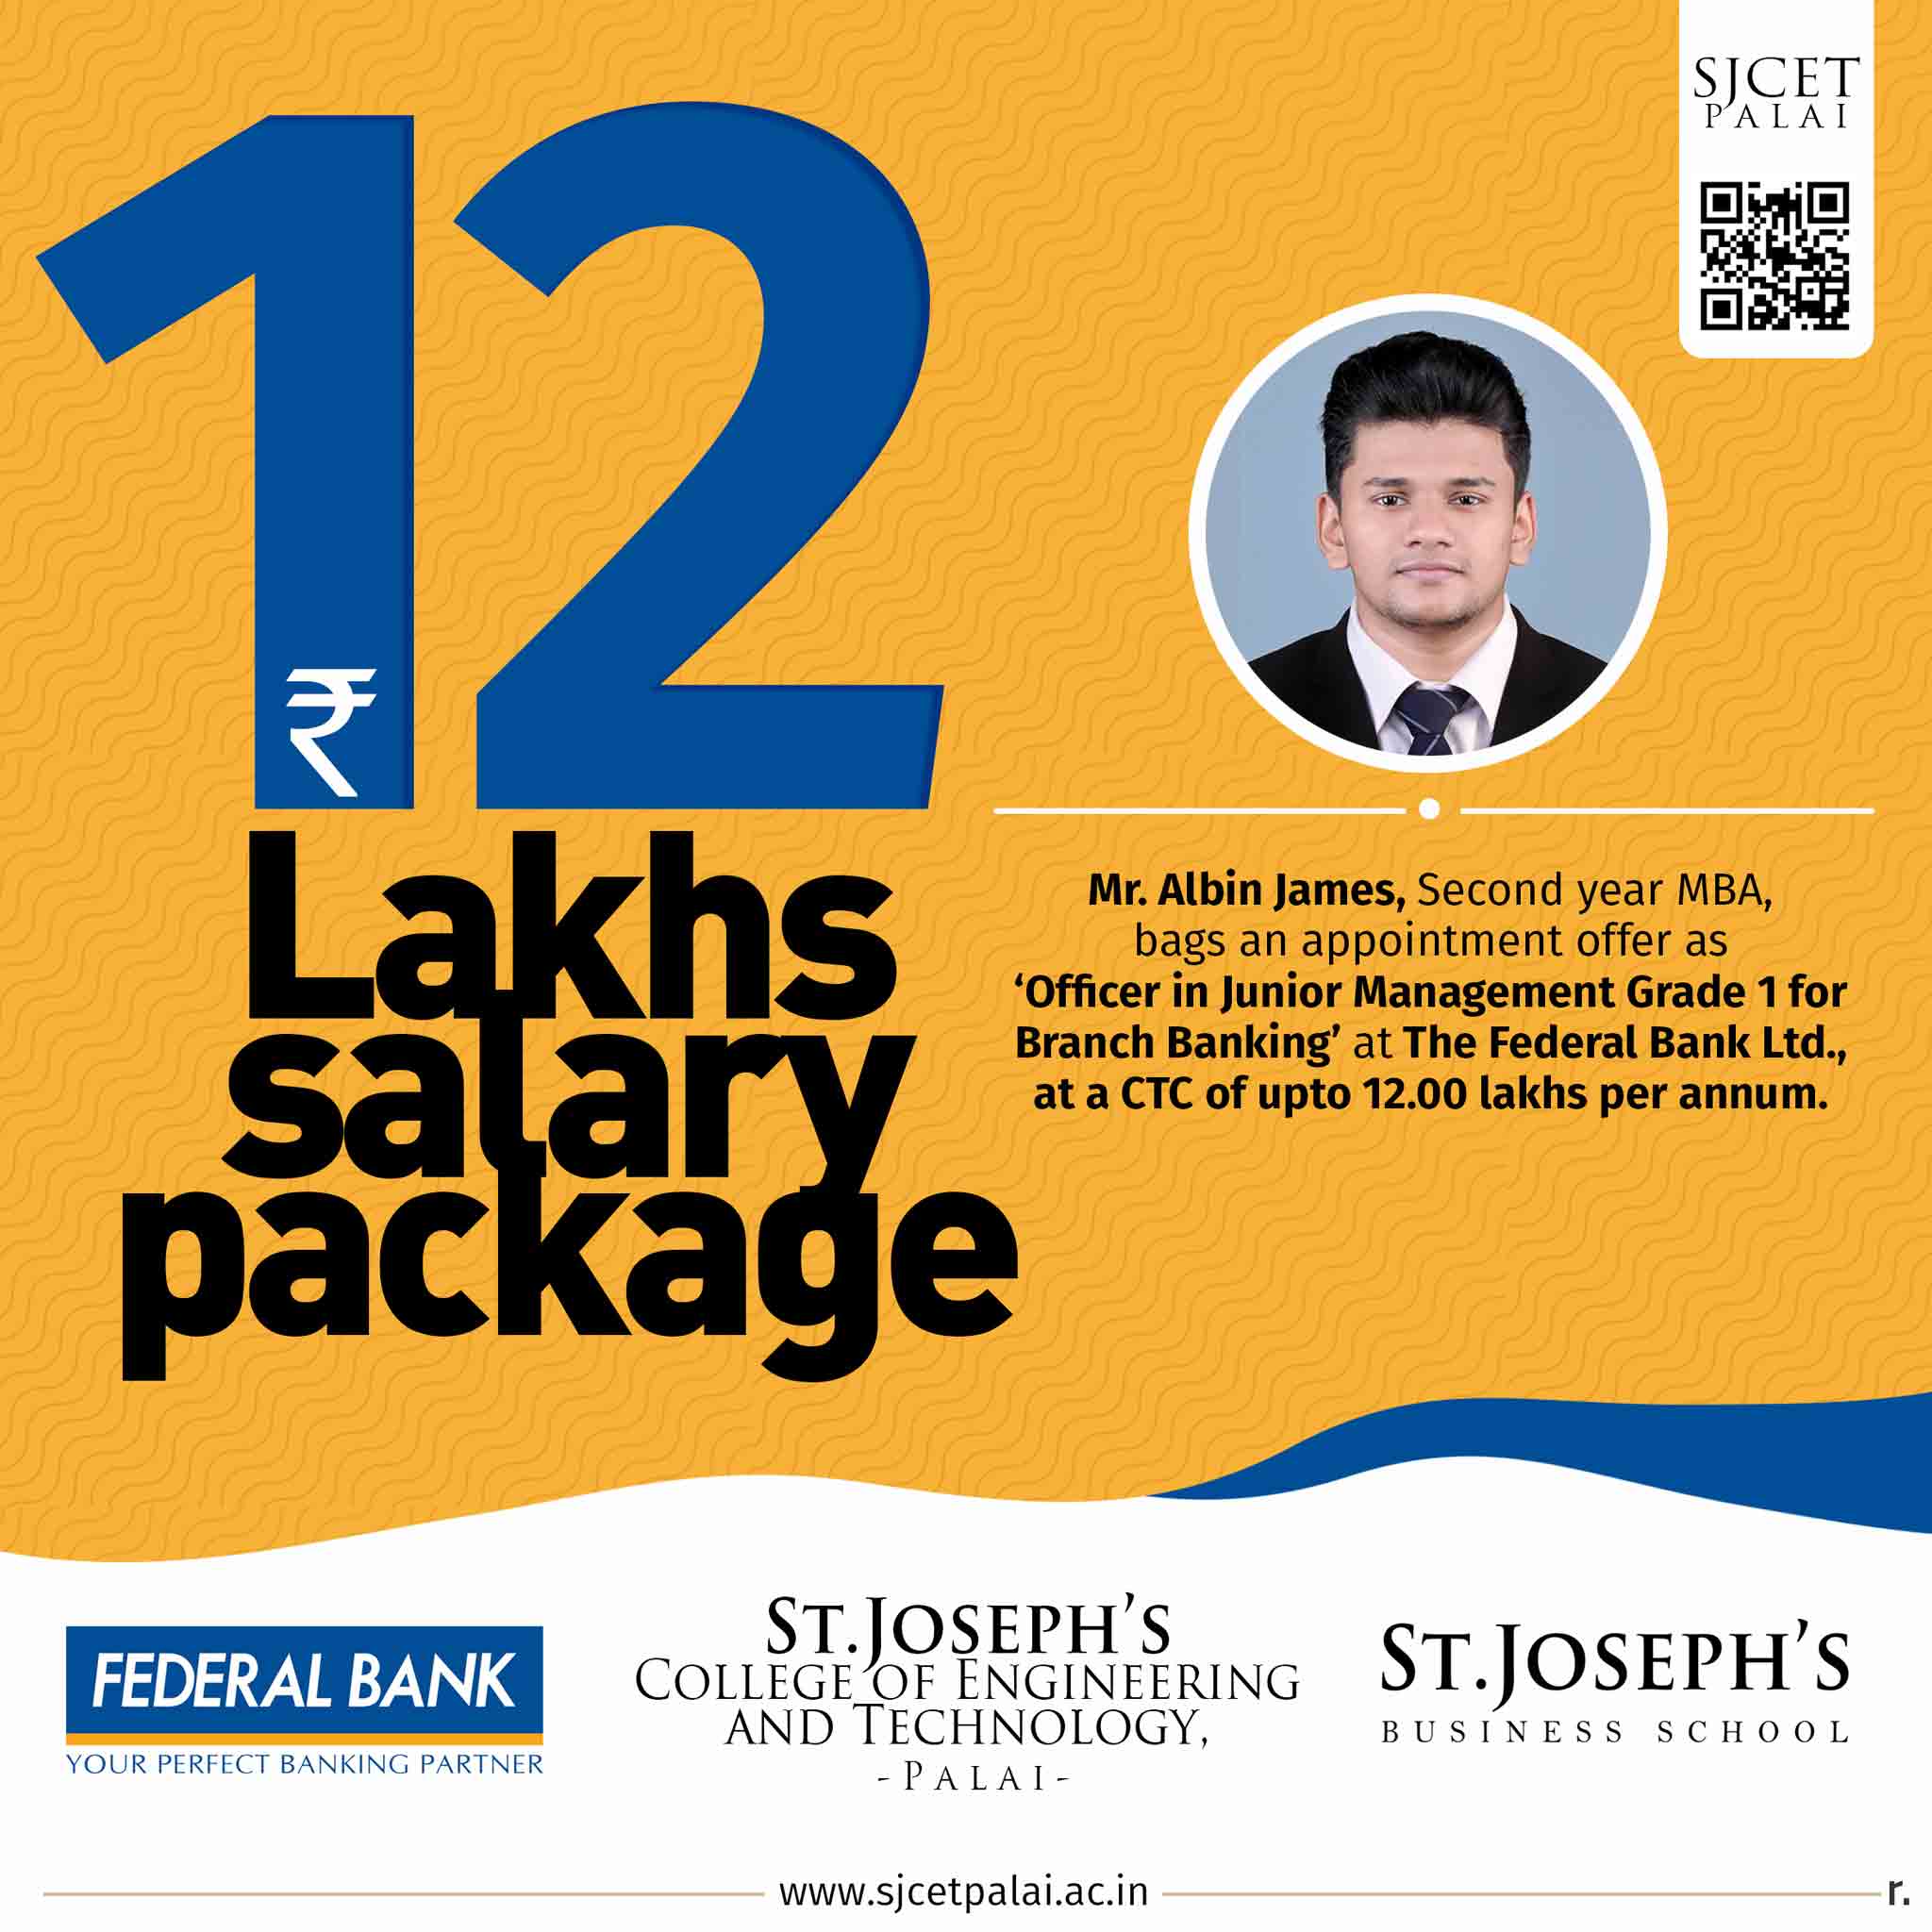 SJCET
PALAI
12
₹
Lakhs
salary
package
Mr. Albin James, Second year MBA,
bags an appointment offer as
‘Officer in Junior Management Grade 1 for
Branch Banking’ at The Federal Bank Ltd.,
at a CTC of upto 12.00 lakhs per annum.
FEDERAL BANK
YOUR PERFECT BANKING PARTNER
ST.JOSEPH’S
COLLEGE OF ENGINEERING
AND TECHNOLOGY,
-PALAI-
ST.JOSEPH’S
BUSINESS SCHOOL
www.sjcetpalai.ac.in
r.